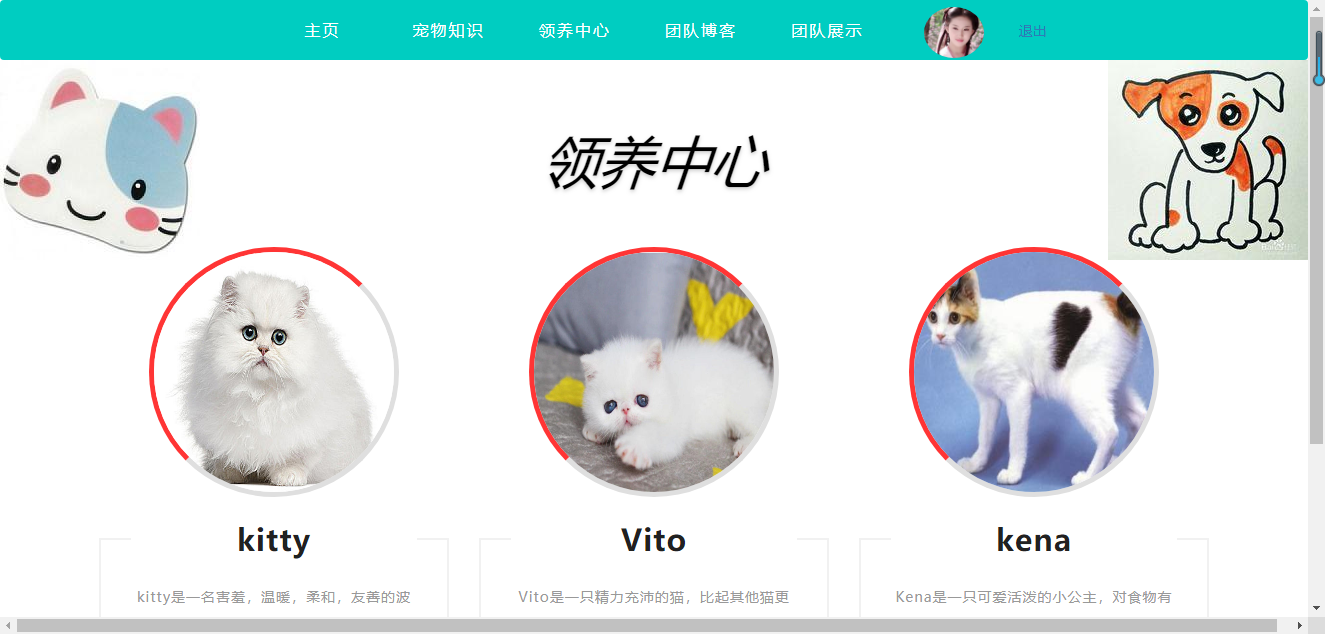 主页 宠物知识 领养中心 团队博客 团队展示 退出
领养中心
kitty Vito kena
kitty是一名害羞，温暖，柔和，友善的波 Vito是一只精力充沛的猫，比起其他猫更 Kena是一只可爱活泼的小公主，对食物有